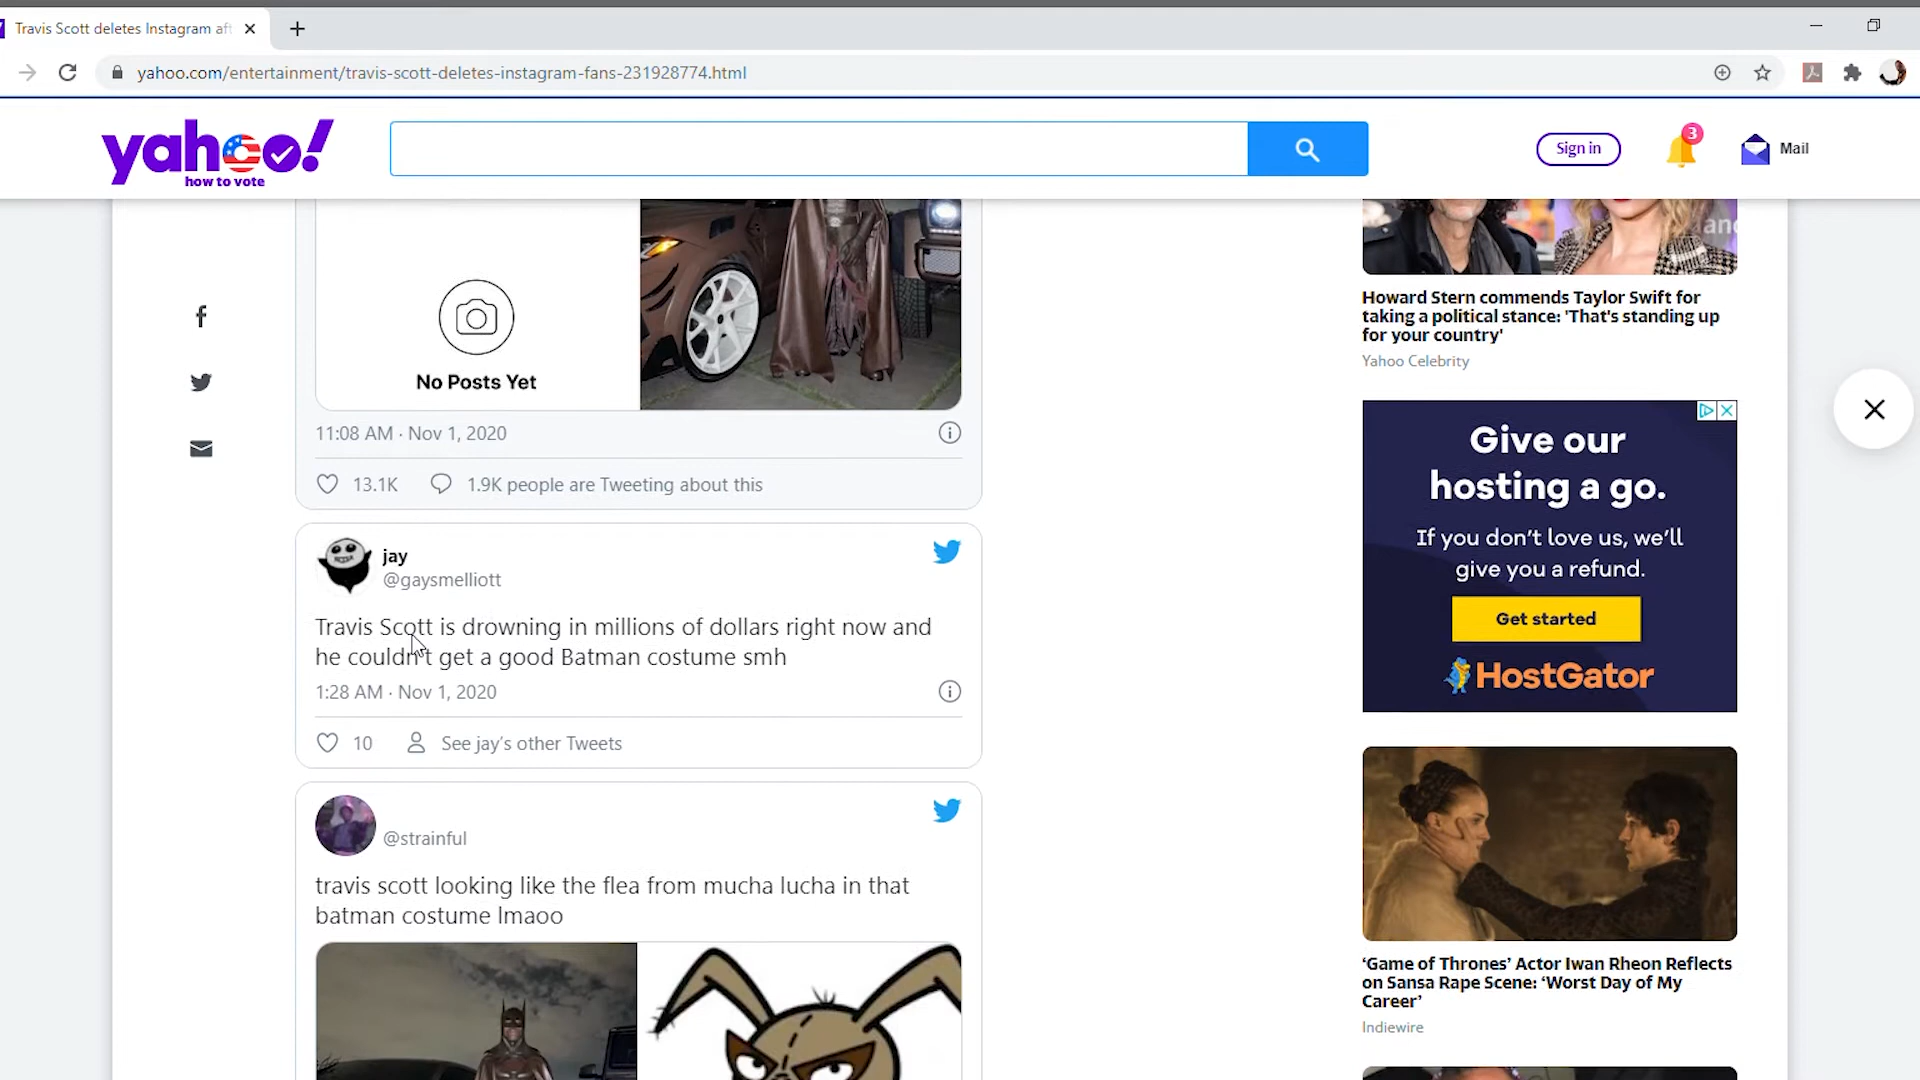 Travis Scott deletes Instagram aft
yahoo.com/entertainment/travis-scott-deletes-instagram-fans-231928774.html
yahoo!
how to vote
Sign in
3
Mail
No Posts Yet
11:08 AM · Nov 1, 2020
13.1K
1.9K people are Tweeting about this
jay
@gaysmelliott
Travis Scott is drowning in millions of dollars right now and
he couldn't get a good Batman costume smh
1:28 AM · Nov 1, 2020
10
See jay's other Tweets
@strainful
travis scott looking like the flea from mucha lucha in that
batman costume lmaoo
an
Howard Stern commends Taylor Swift for
taking a political stance: 'That's standing up
for your country'
Yahoo Celebrity
Give our
hosting a go.
If you don't love us, we'll
give you a refund.
Get started
HostGator
‘Game of Thrones’ Actor Iwan Rheon Reflects
on Sansa Rape Scene: ‘Worst Day of My
Career’
Indiewire